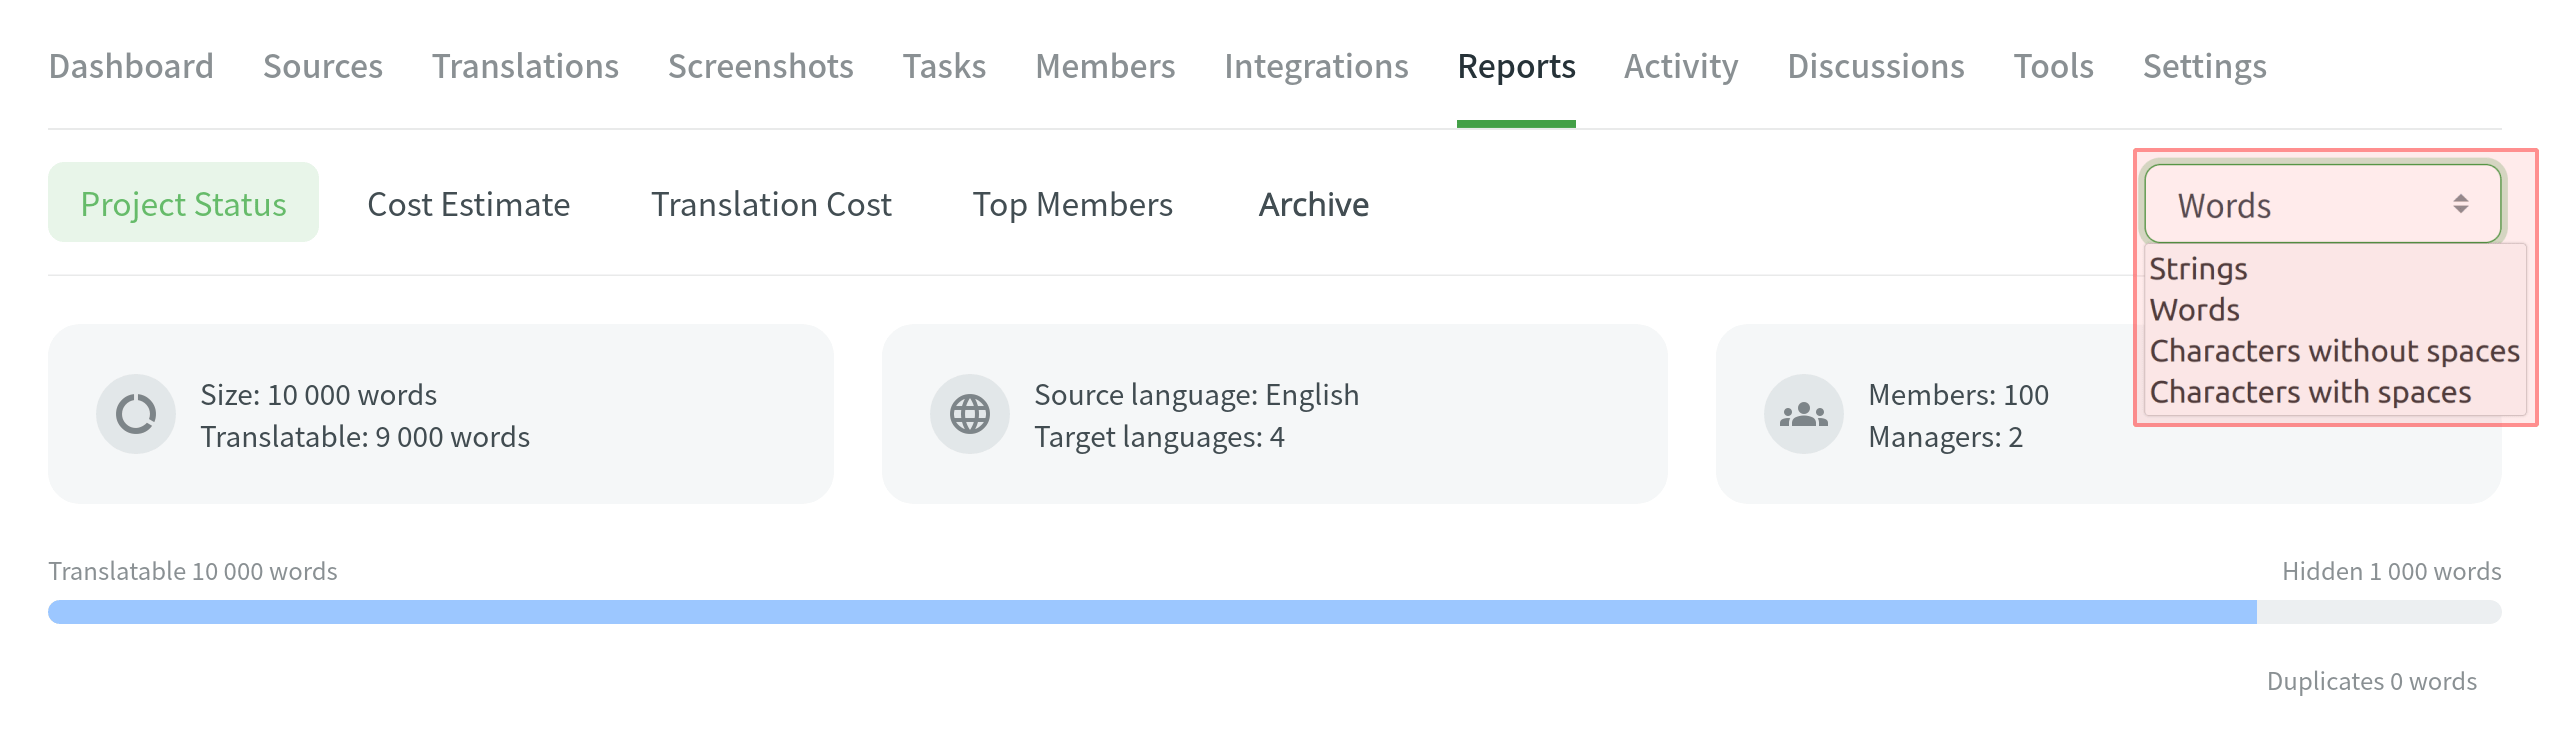 Dashboard Sources Translations Screenshots Tasks Members Integrations Reports Activity Discussions Tools Settings
Project Status Cost Estimate Translation Cost Top Members Archive Words
Strings
Words
Characters without spaces
Characters with spaces
Size: 10 000 words
Translatable: 9 000 words
Source language: English
Target languages: 4
Members: 100
Managers: 2
Translatable 10 000 words Hidden 1 000 words
Duplicates 0 words